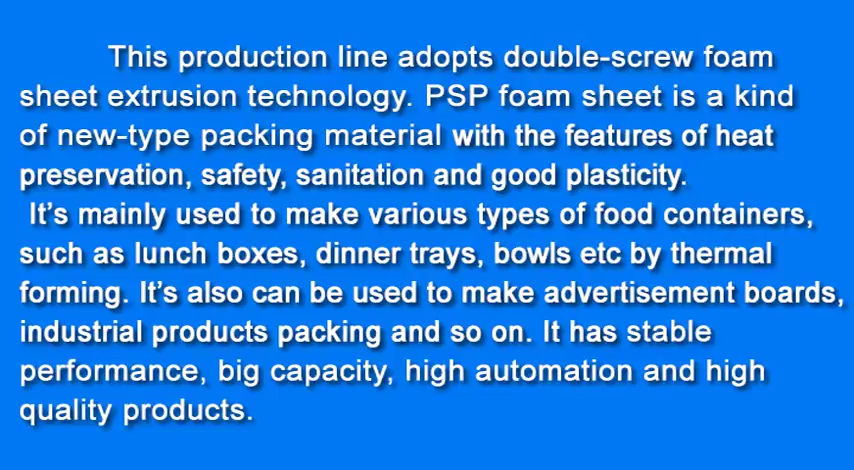 This production line adopts double-screw foam
sheet extrusion technology. PSP foam sheet is a kind
of new-type packing material with the features of heat
preservation, safety, sanitation and good plasticity.
It’s mainly used to make various types of food containers,
such as lunch boxes, dinner trays, bowls etc by thermal
forming. It’s also can be used to make advertisement boards,
industrial products packing and so on. It has stable
performance, big capacity, high automation and high
quality products.